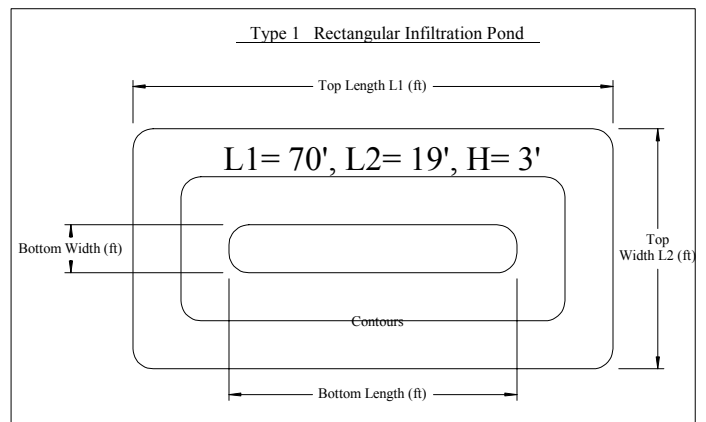 Type 1 Rectangular Infiltration Pond
Top Length L1 (ft)
L1= 70', L2= 19', H= 3'
Bottom Width (ft)
Top
Width L2 (ft)
Contours
Bottom Length (ft)